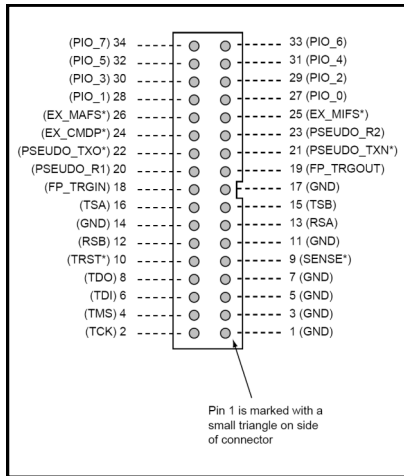 (PIO_7) 34 33 (PIO_6)
(PIO_5) 32 31 (PIO_4)
(PIO_3) 30 29 (PIO_2)
(PIO_1) 28 27 (PIO_0)
(EX_MAFS*) 26 25 (EX_MIFS*)
(EX_CMDP*) 24 23 (PSEUDO_R2)
(PSEUDO_TXO*) 22 21 (PSEUDO_TXN*)
(PSEUDO_R1) 20 19 (FP_TRGOUT)
(FP_TRGIN) 18 17 (GND)
(TSA) 16 15 (TSB)
(GND) 14 13 (RSA)
(RSB) 12 11 (GND)
(TRST*) 10 9 (SENSE*)
(TDO) 8 7 (GND)
(TDI) 6 5 (GND)
(TMS) 4 3 (GND)
(TCK) 2 1 (GND)
Pin 1 is marked with a
small triangle on side
of connector